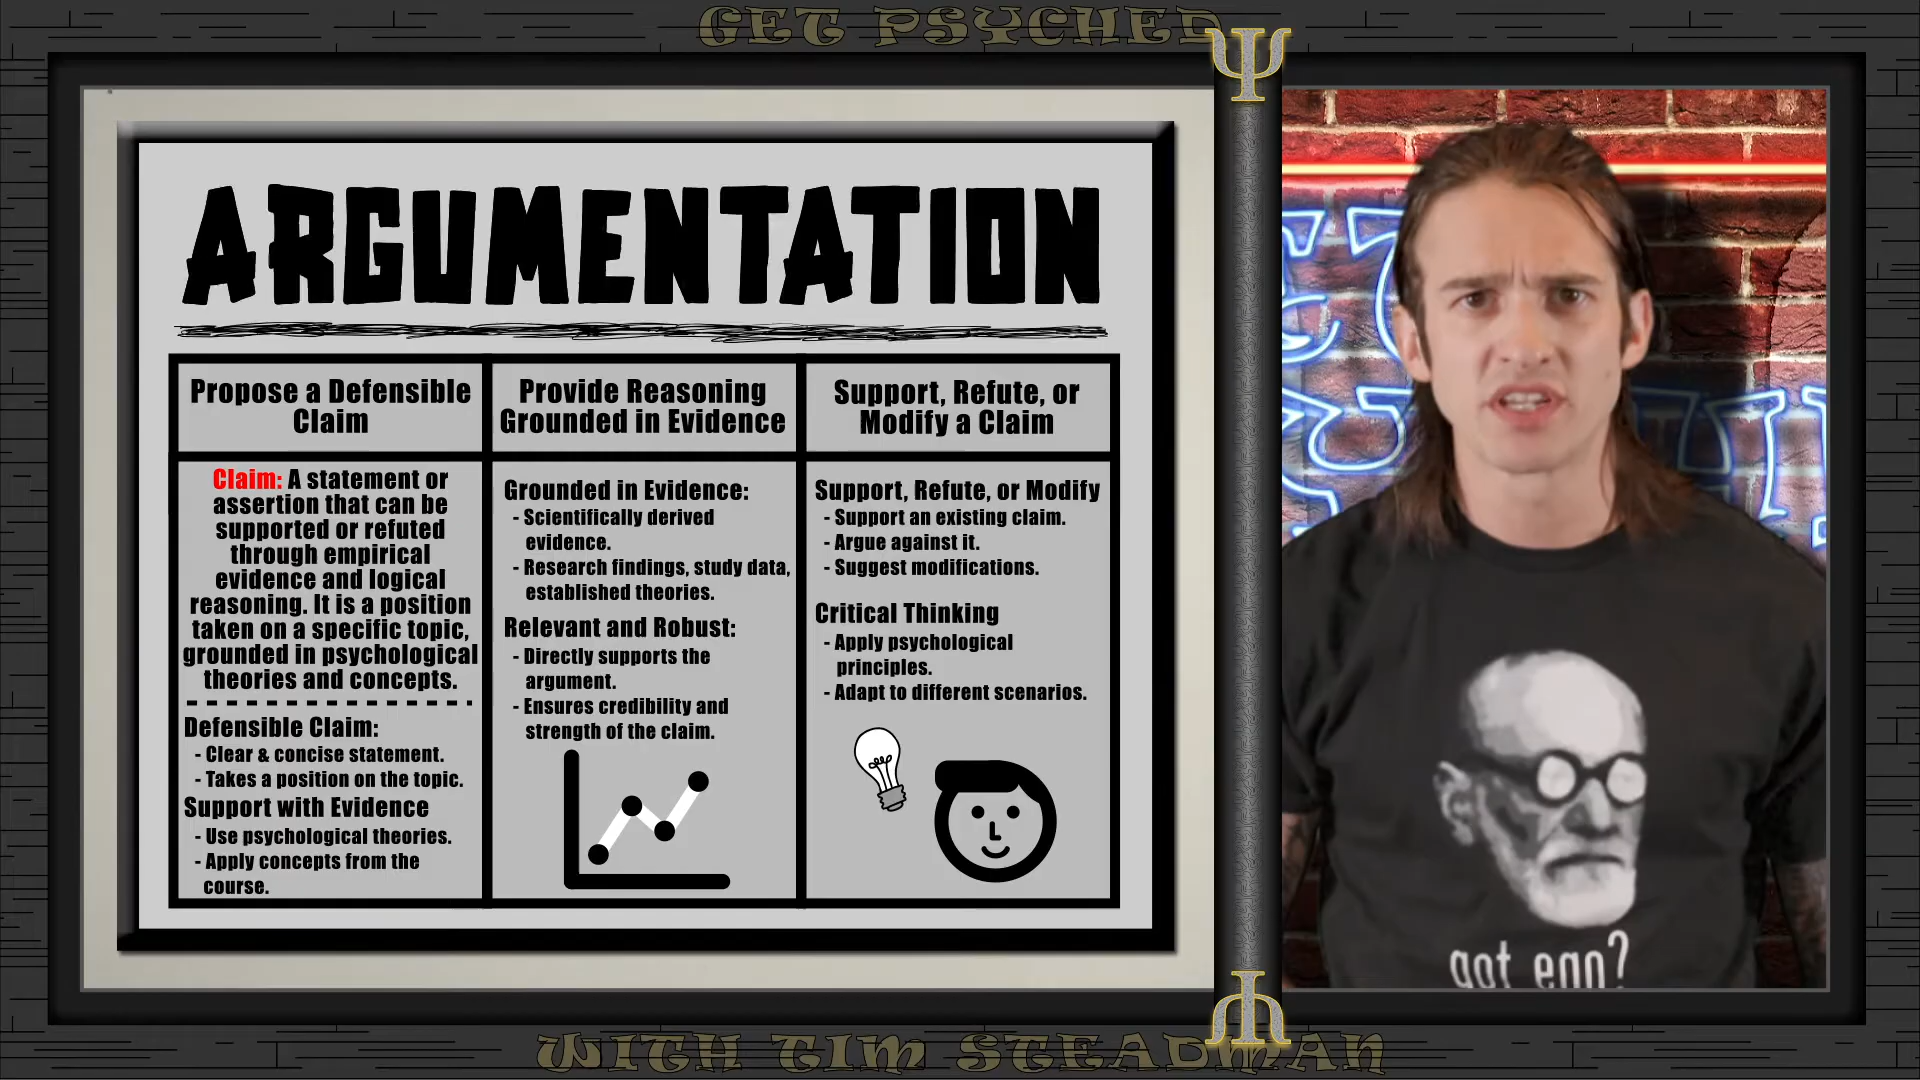 GET PSYCHED
ARGUMENTATION
Propose a Defensible
Claim
Claim: A statement or
assertion that can be
supported or refuted
through empirical
evidence and logical
reasoning. It is a position
taken on a specific topic,
grounded in psychological
theories and concepts.
Defensible Claim:
- Clear & concise statement.
- Takes a position on the topic.
Support with Evidence
- Use psychological theories.
- Apply concepts from the
course.
Provide Reasoning
Grounded in Evidence
Grounded in Evidence:
- Scientifically derived
evidence.
- Research findings, study data,
established theories.
Relevant and Robust:
- Directly supports the
argument.
- Ensures credibility and
strength of the claim.
Support, Refute, or
Modify a Claim
Support, Refute, or Modify
- Support an existing claim.
- Argue against it.
- Suggest modifications.
Critical Thinking
- Apply psychological
principles.
- Adapt to different scenarios.
Ψ
got ego?
Ψ
WITH TIM STEADMAN